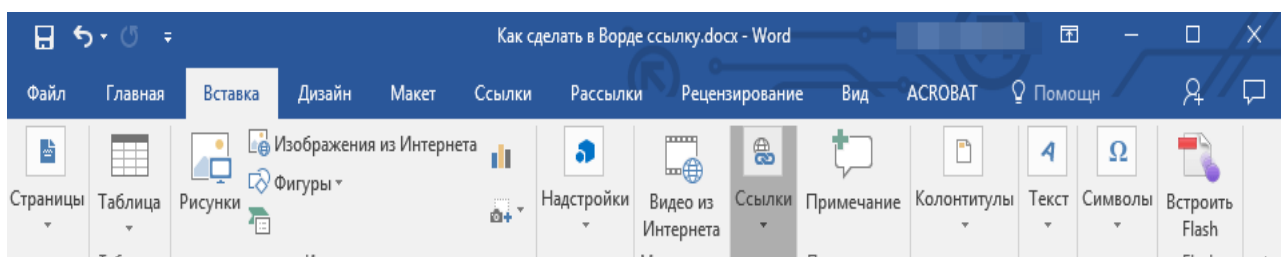 Как сделать в Ворде ссылку.docx - Word
Файл Главная Вставка Дизайн Макет Ссылки Рассылки Рецензирование Вид ACROBAT Помощн
Страницы Таблица Рисунки Изображения из Интернета
Фигуры
Надстройки Видео из Интернета Ссылки Примечание Колонтитулы Текст Символы Встроить Flash